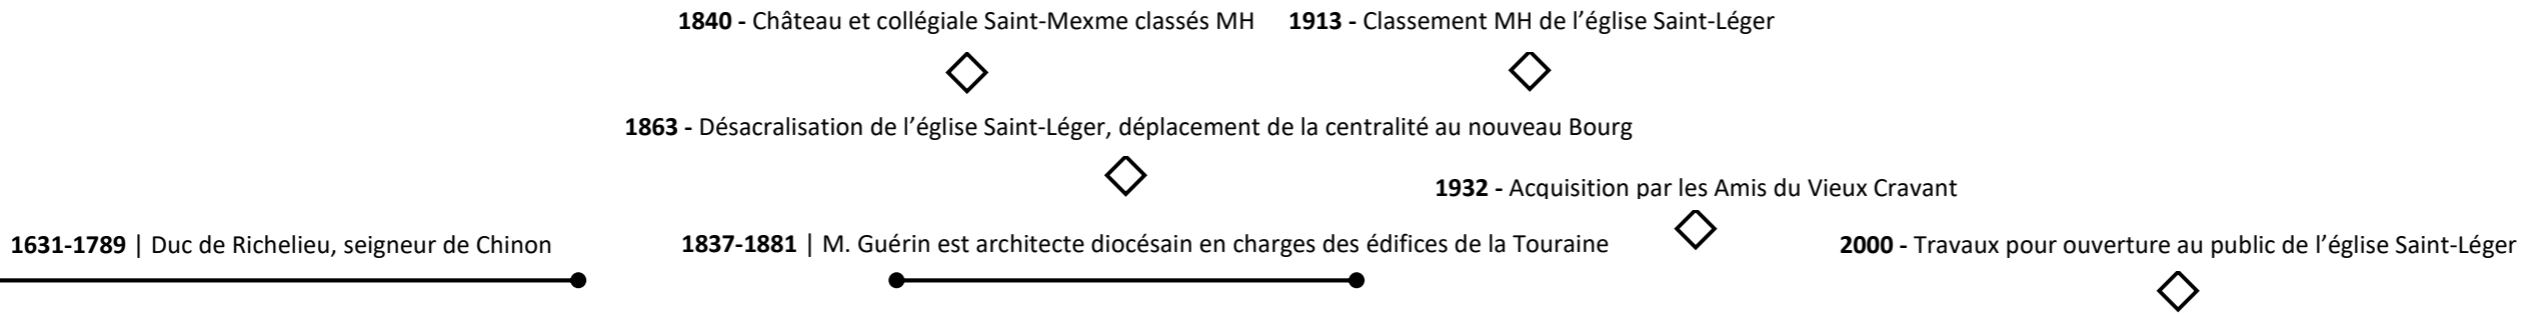 1840 - Château et collégiale Saint-Mexme classés MH
1913 - Classement MH de l’église Saint-Léger
1863 - Désacralisation de l’église Saint-Léger, déplacement de la centralité au nouveau Bourg
1932 - Acquisition par les Amis du Vieux Cravant
1631-1789 | Duc de Richelieu, seigneur de Chinon
1837-1881 | M. Guérin est architecte diocésain en charges des édifices de la Touraine
2000 - Travaux pour ouverture au public de l’église Saint-Léger